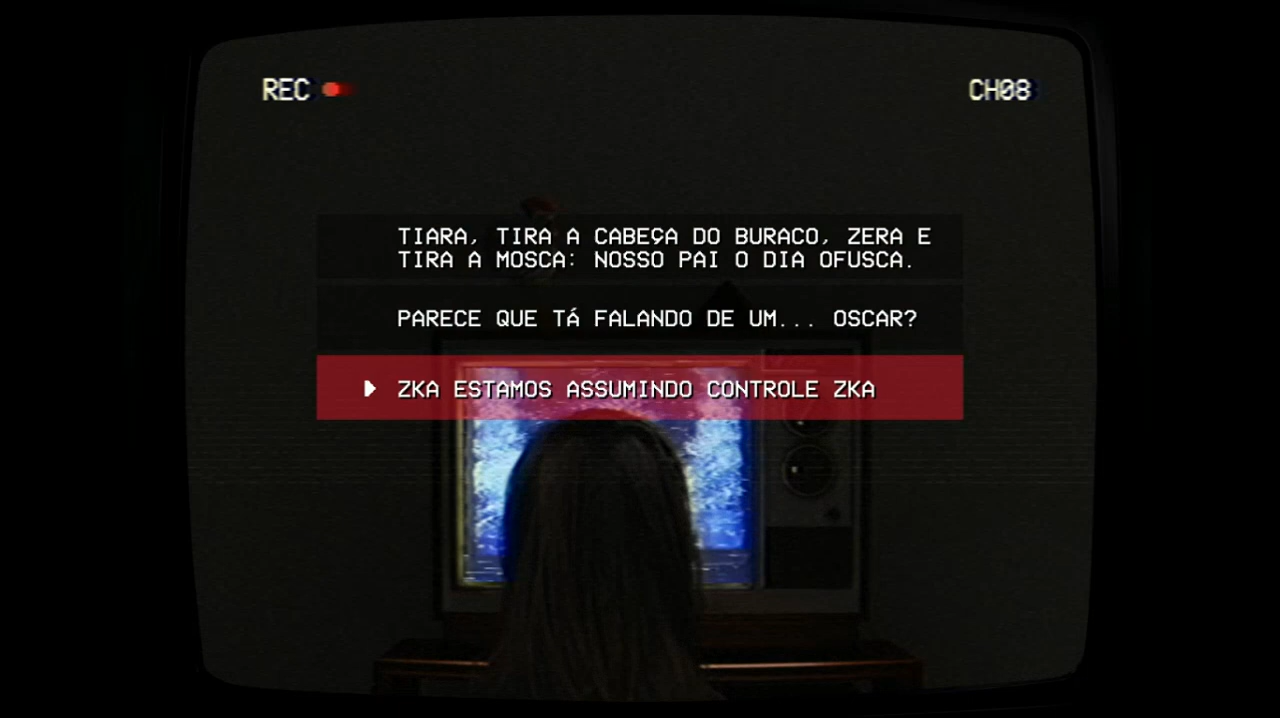 REC
CH08
TIARA, TIRA A CABEÇA DO BURACO, ZERA E
TIRA A MOSCA: NOSSO PAI O DIA OFUSCA.
PARECE QUE TÁ FALANDO DE UM... OSCAR?
ZKA ESTAMOS ASSUMINDO CONTROLE ZKA